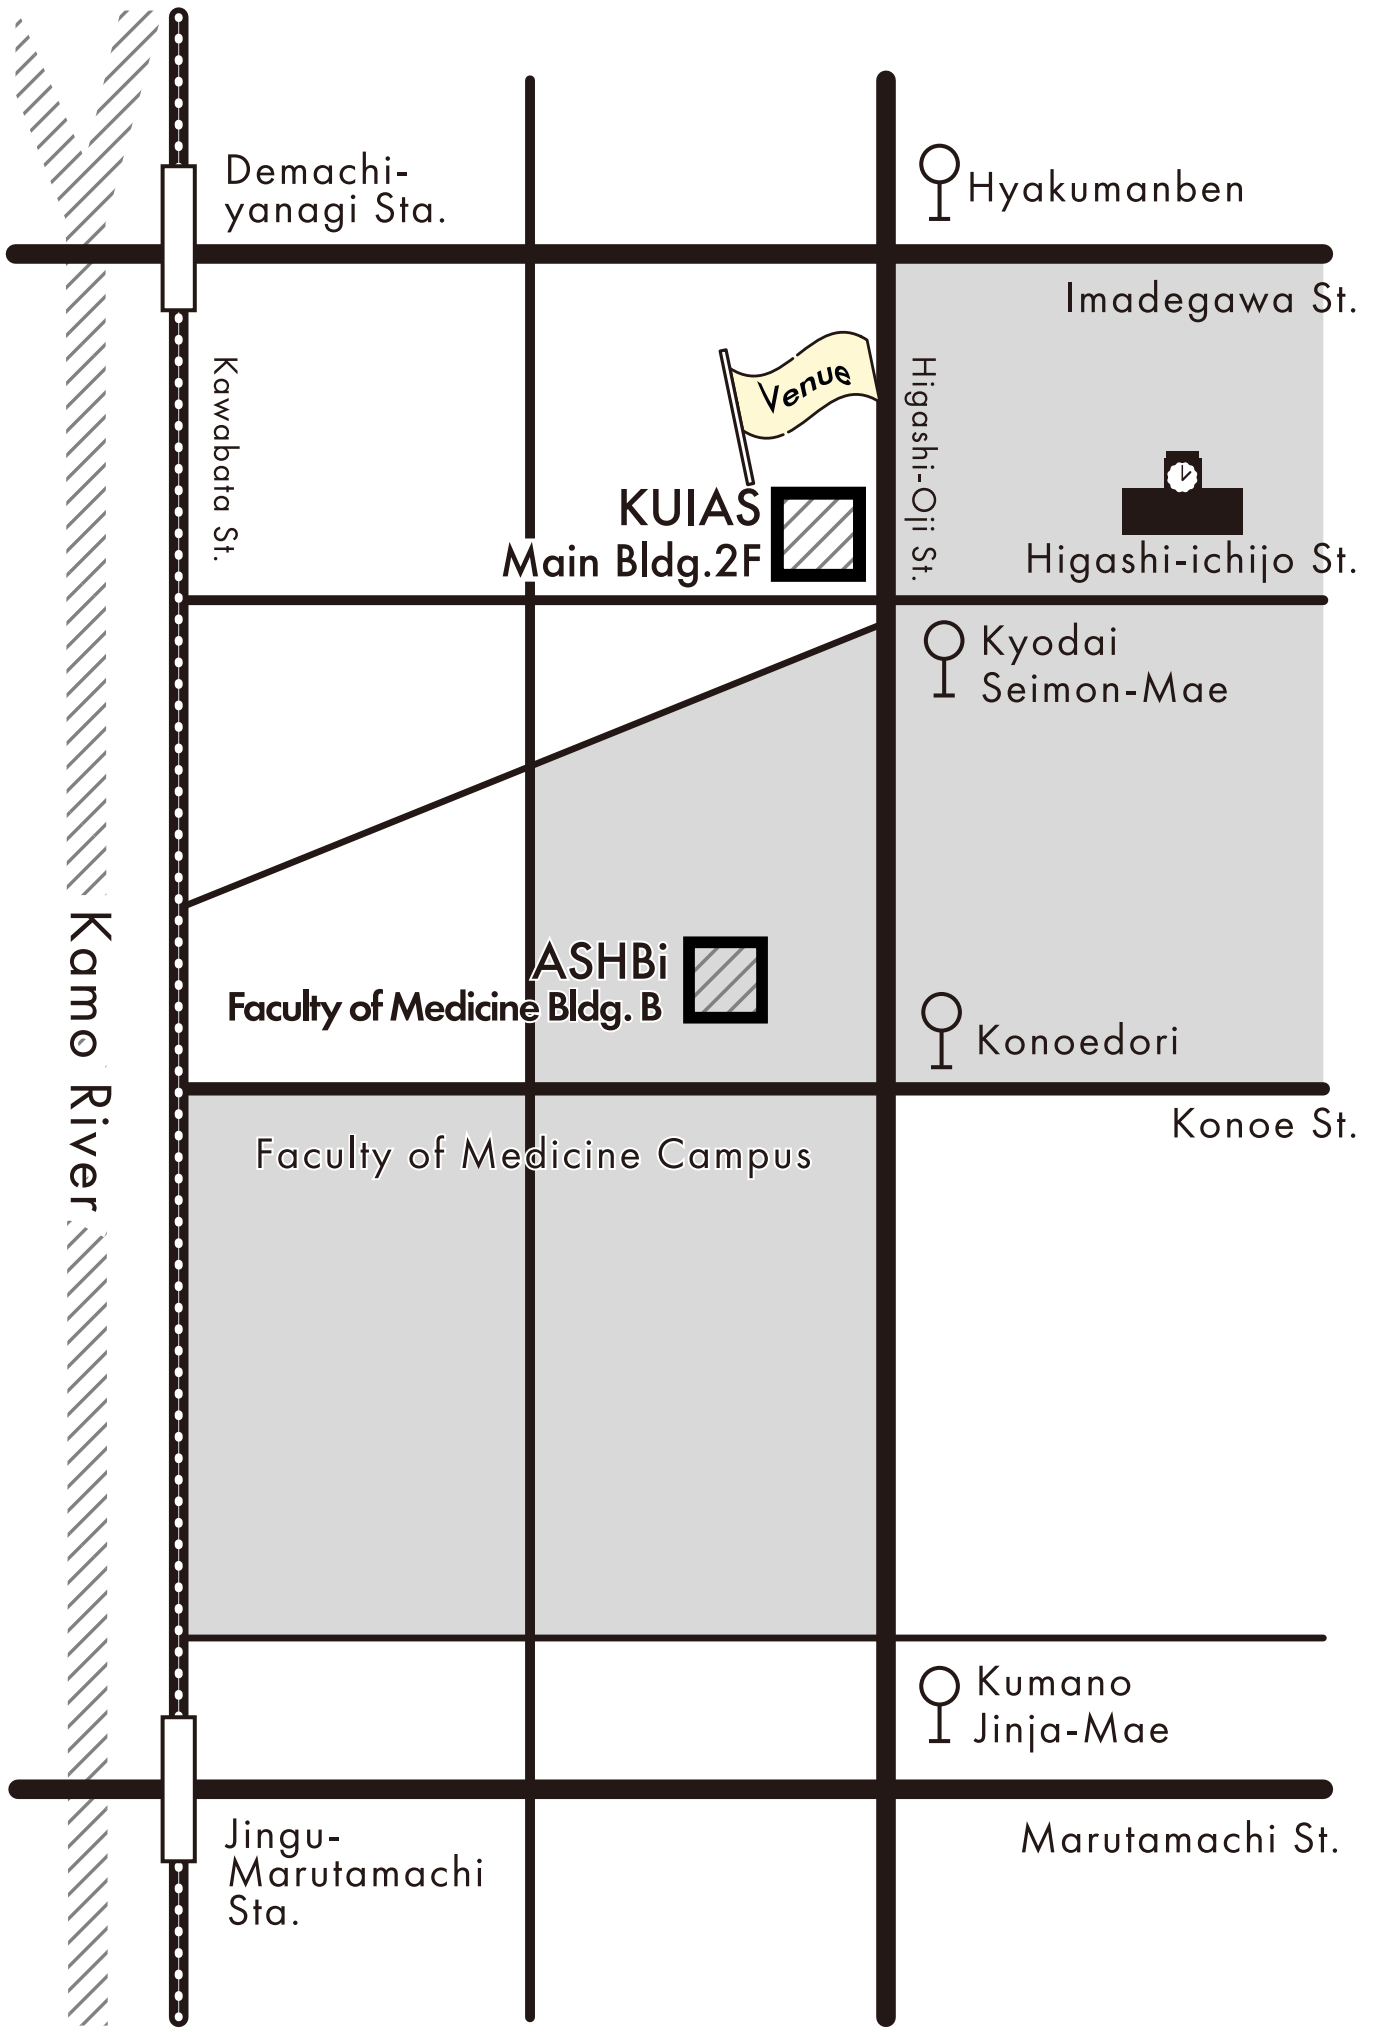 Demachi-
yanagi Sta.
Hyakumanben
Imadegawa St.
Kawabata St.
Venue
Higashi-Oji St.
KUIAS
Main Bldg.2F
Higashi-ichijo St.
Kyodai
Seimon-Mae
Kamo River
ASHBi
Faculty of Medicine Bldg. B
Konoedori
Konoe St.
Faculty of Medicine Campus
Kumano
Jinja-Mae
Jingu-
Marutamachi
Sta.
Marutamachi St.